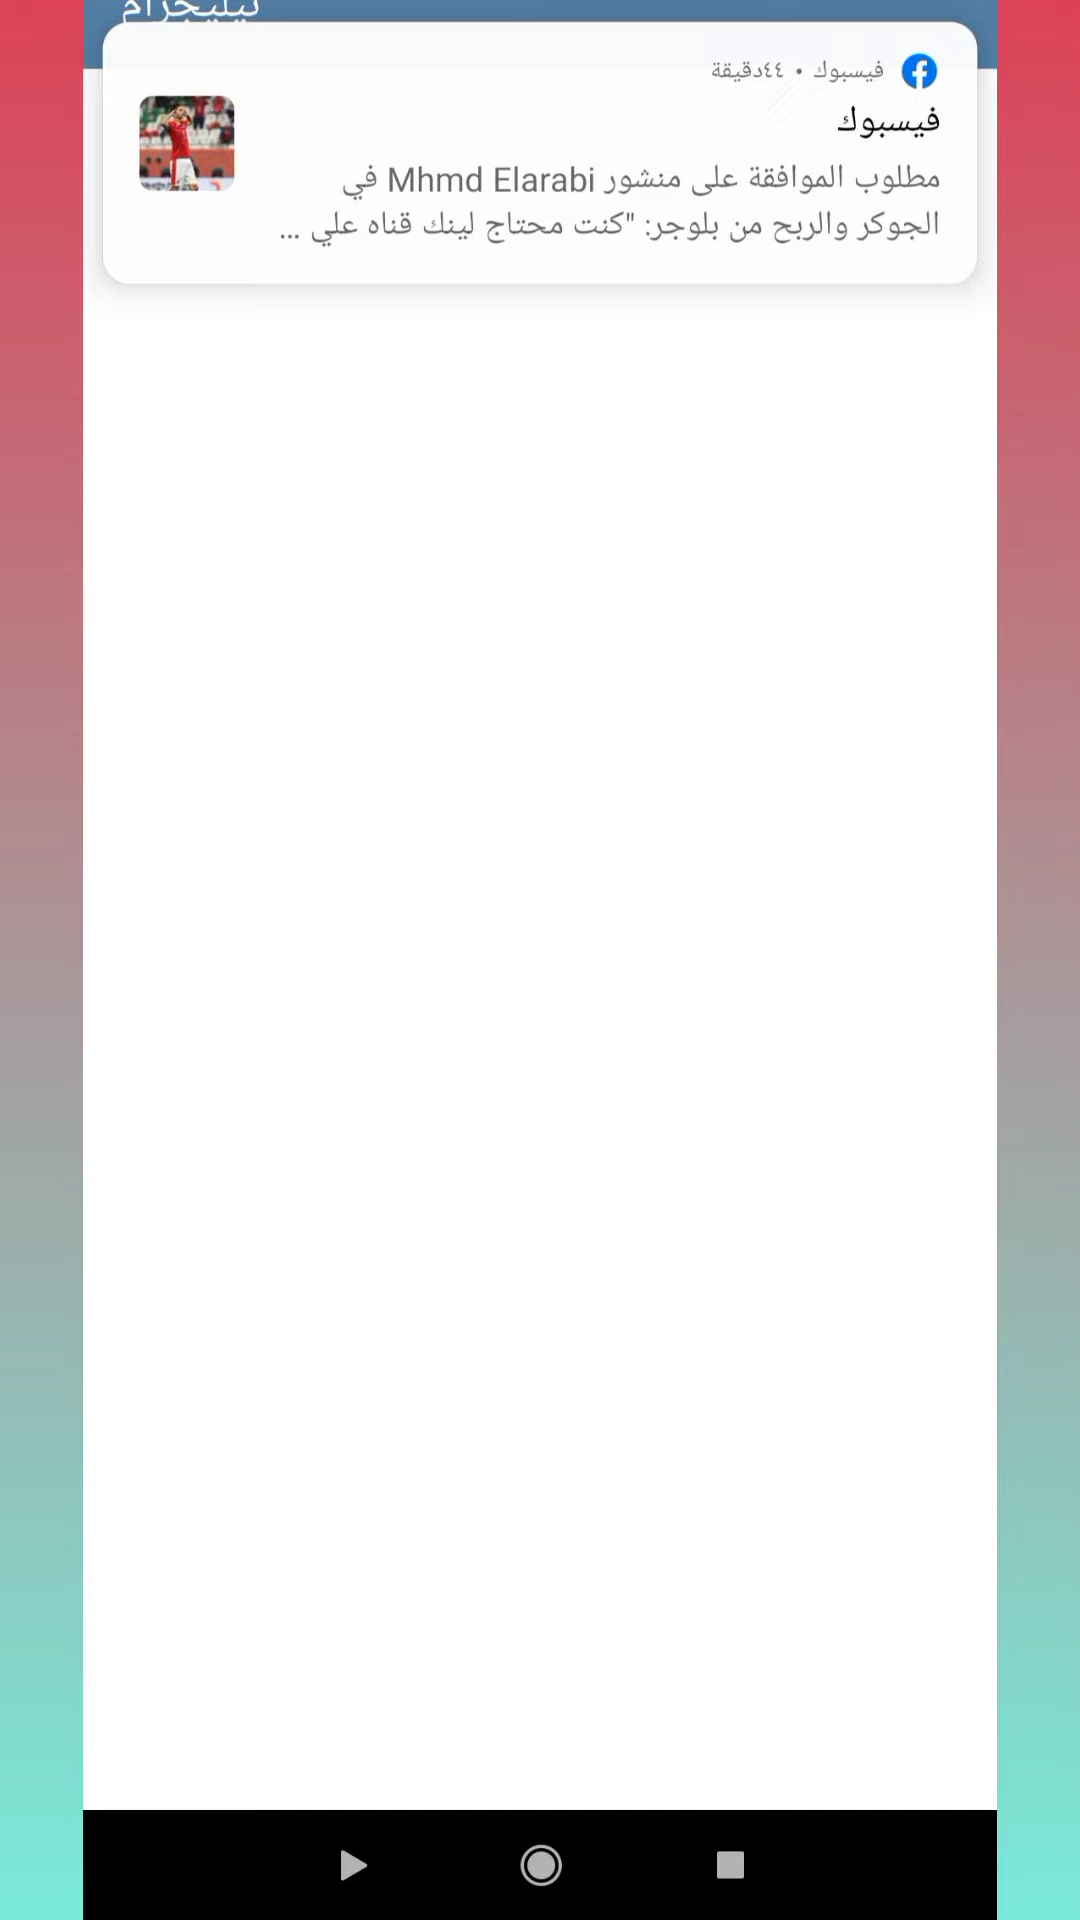 تيليجرام
فيسبوك • ٤٤دقيقة
فيسبوك
مطلوب الموافقة على منشور Mhmd Elarabi في
الجوكر والربح من بلوجر: "كنت محتاج لينك قناه علي ...